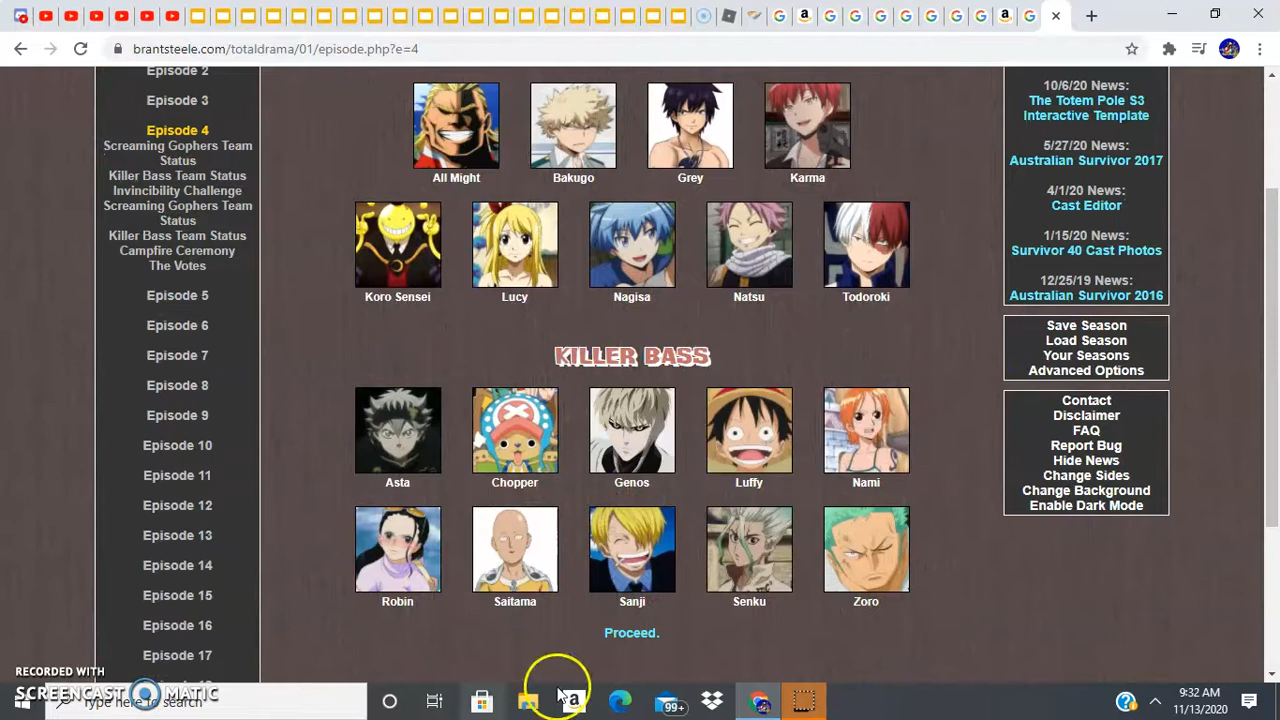 brantsteele.com/totaldrama/01/episode.php?e=4
Episode 2
Episode 3
Episode 4
Screaming Gophers Team
Status
Killer Bass Team Status
Invincibility Challenge
Screaming Gophers Team
Status
Killer Bass Team Status
Campfire Ceremony
The Votes
Episode 5
Episode 6
Episode 7
Episode 8
Episode 9
Episode 10
Episode 11
Episode 12
Episode 13
Episode 14
Episode 15
Episode 16
Episode 17
All Might Bakugo Grey Karma
Koro Sensei Lucy Nagisa Natsu Todoroki
KILLER BASS
Asta Chopper Genos Luffy Nami
Robin Saitama Sanji Senku Zoro
Proceed.
10/6/20 News:
The Totem Pole S3
Interactive Template
5/27/20 News:
Australian Survivor 2017
4/1/20 News:
Cast Editor
1/15/20 News:
Survivor 40 Cast Photos
12/25/19 News:
Australian Survivor 2016
Save Season
Load Season
Your Seasons
Advanced Options
Contact
Disclaimer
FAQ
Report Bug
Hide News
Change Sides
Change Background
Enable Dark Mode
RECORDED WITH
SCREENCAST MATIC
Type here to search
99+
9:32 AM
11/13/2020